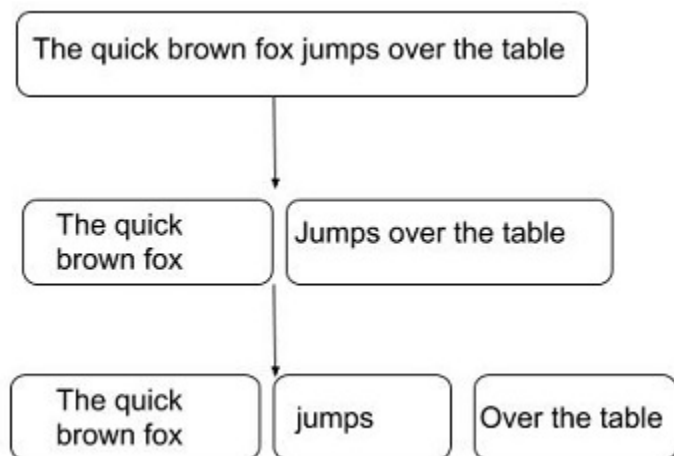 The quick brown fox jumps over the table
The quick
brown fox
Jumps over the table
The quick
brown fox
jumps
Over the table